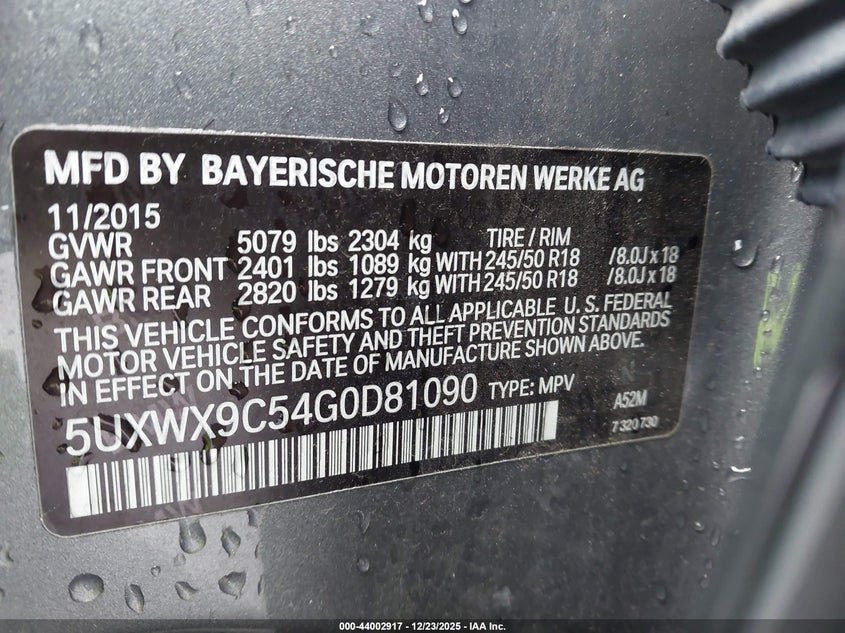 MFD BY BAYERISCHE MOTOREN WERKE AG
11/2015
GVWR 5079 lbs 2304 kg TIRE / RIM
GAWR FRONT 2401 lbs 1089 kg WITH 245/50 R18 /8.0J x 18
GAWR REAR 2820 lbs 1279 kg WITH 245/50 R18 /8.0J x 18
THIS VEHICLE CONFORMS TO ALL APPLICABLE U.S. FEDERAL
MOTOR VEHICLE SAFETY AND THEFT PREVENTION STANDARDS
IN EFFECT ON THE DATE OF MANUFACTURE SHOWN ABOVE.
5UXWX9C54G0D81090 TYPE: MPV A52M
7 320 730
000-44002917 - 12/23/2025 - IAA Inc.